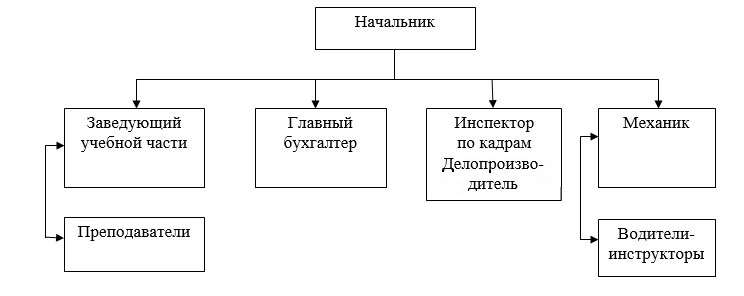 Начальник
Заведующий
учебной части
Главный
бухгалтер
Инспектор
по кадрам
Делопроизво-
дитель
Механик
Преподаватели
Водители-
инструкторы